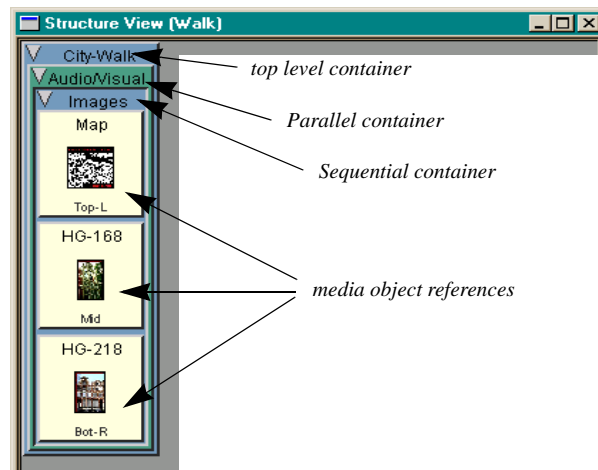 Structure View (Walk)
City-Walk
top level container
Audio/Visual
Parallel container
Images
Sequential container
Map
Top-L
HG-168
media object references
Mid
HG-218
Bot-R